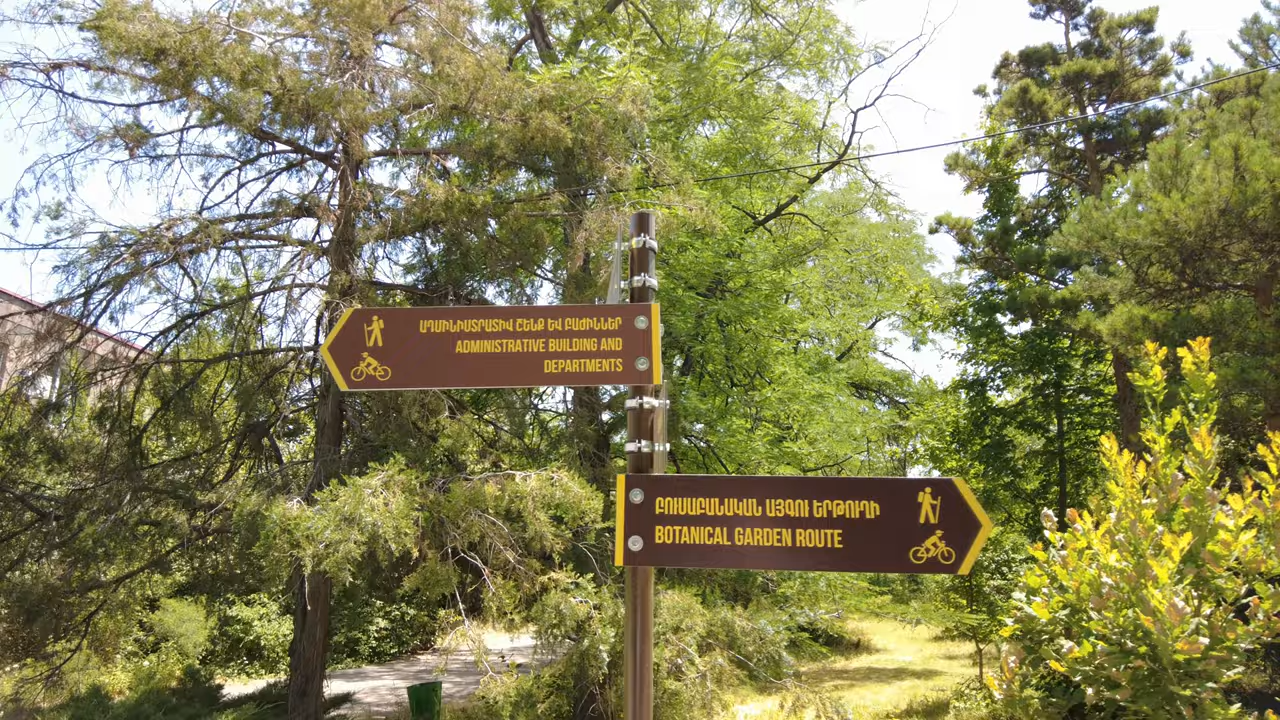 ԱԴՄԻՆԻՍՏՐԱՏԻՎ ՇԵՆՔ ԵՎ ԲԱԺԻՆՆԵՐ
ADMINISTRATIVE BUILDING AND
DEPARTMENTS
ԲՈՒՍԱԲԱՆԱԿԱՆ ԱՅԳՈՒ ԵՐԹՈՒՂԻ
BOTANICAL GARDEN ROUTE